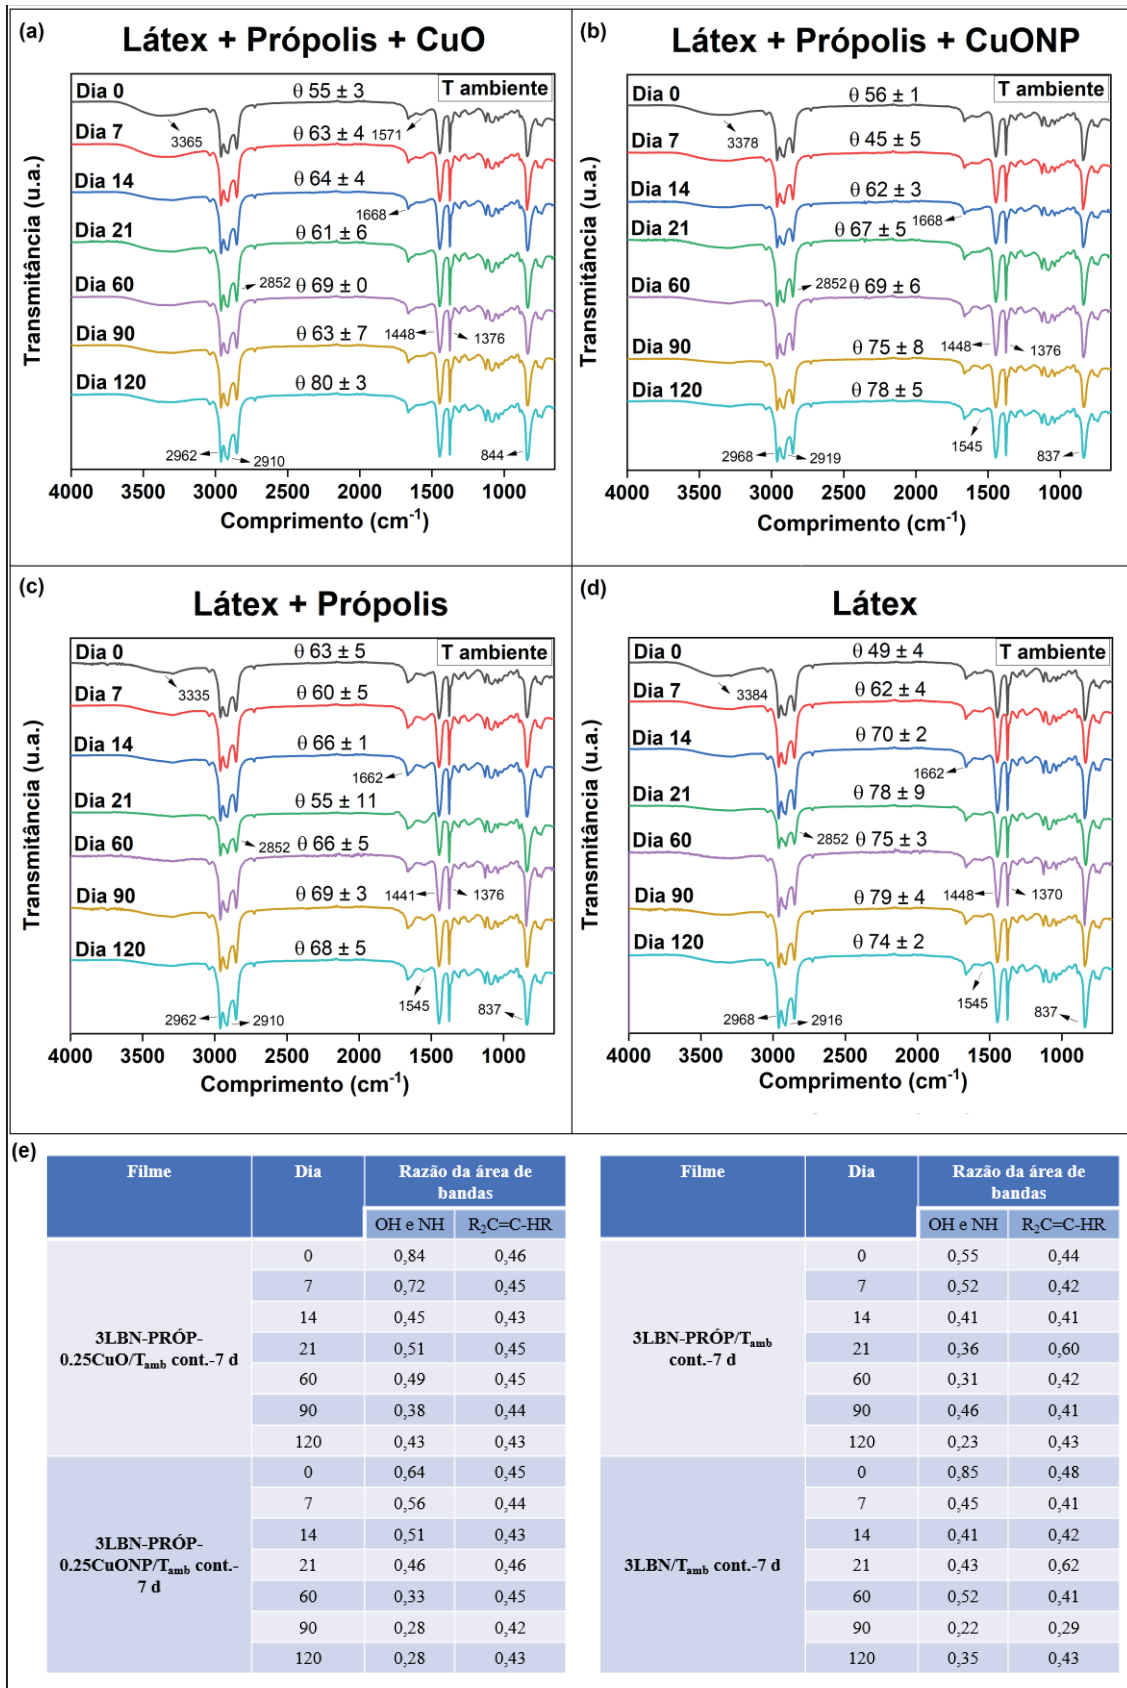 (a)
Látex + Própolis + CuO
T ambiente
Dia 0
θ 55 ± 3
3365
1571
Dia 7
θ 63 ± 4
Dia 14
θ 64 ± 4
1668
Dia 21
θ 61 ± 6
2852
Dia 60
θ 69 ± 0
1448
1376
Dia 90
θ 63 ± 7
Dia 120
θ 80 ± 3
2962
2910
844
Transmitância (u.a.)
4000 3500 3000 2500 2000 1500 1000
Comprimento (cm⁻¹)
(b)
Látex + Própolis + CuONP
T ambiente
Dia 0
θ 56 ± 1
3378
Dia 7
θ 45 ± 5
Dia 14
θ 62 ± 3
1668
Dia 21
θ 67 ± 5
2852
Dia 60
θ 69 ± 6
1448
1376
Dia 90
θ 75 ± 8
Dia 120
θ 78 ± 5
1545
2968
2919
837
Transmitância (u.a.)
4000 3500 3000 2500 2000 1500 1000
Comprimento (cm⁻¹)
(c)
Látex + Própolis
T ambiente
Dia 0
θ 63 ± 5
3335
Dia 7
θ 60 ± 5
Dia 14
θ 66 ± 1
1662
Dia 21
θ 55 ± 11
2852
Dia 60
θ 66 ± 5
1441
1376
Dia 90
θ 69 ± 3
Dia 120
θ 68 ± 5
1545
2962
2910
837
Transmitância (u.a.)
4000 3500 3000 2500 2000 1500 1000
Comprimento (cm⁻¹)
(d)
Látex
T ambiente
Dia 0
θ 49 ± 4
3384
Dia 7
θ 62 ± 4
Dia 14
θ 70 ± 2
1662
Dia 21
θ 78 ± 9
2852
Dia 60
θ 75 ± 3
1448
1370
Dia 90
θ 79 ± 4
Dia 120
θ 74 ± 2
1545
2968
2916
837
Transmitância (u.a.)
4000 3500 3000 2500 2000 1500 1000
Comprimento (cm⁻¹)
(e)
Filme Dia Razão da área de
bandas
OH e NH R₂C=C-HR
3LBN-PRÓP-
0.25CuO/Tamb cont.-7 d
0 0,84 0,46
7 0,72 0,45
14 0,45 0,43
21 0,51 0,45
60 0,49 0,45
90 0,38 0,44
120 0,43 0,43
3LBN-PRÓP-
0.25CuONP/Tamb cont.-
7 d
0 0,64 0,45
7 0,56 0,44
14 0,51 0,43
21 0,46 0,46
60 0,33 0,45
90 0,28 0,42
120 0,28 0,43
Filme Dia Razão da área de
bandas
OH e NH R₂C=C-HR
3LBN-PRÓP/Tamb
cont.-7 d
0 0,55 0,44
7 0,52 0,42
14 0,41 0,41
21 0,36 0,60
60 0,31 0,42
90 0,46 0,41
120 0,23 0,43
3LBN/Tamb cont.-7 d
0 0,85 0,48
7 0,45 0,41
14 0,41 0,42
21 0,43 0,62
60 0,52 0,41
90 0,22 0,29
120 0,35 0,43